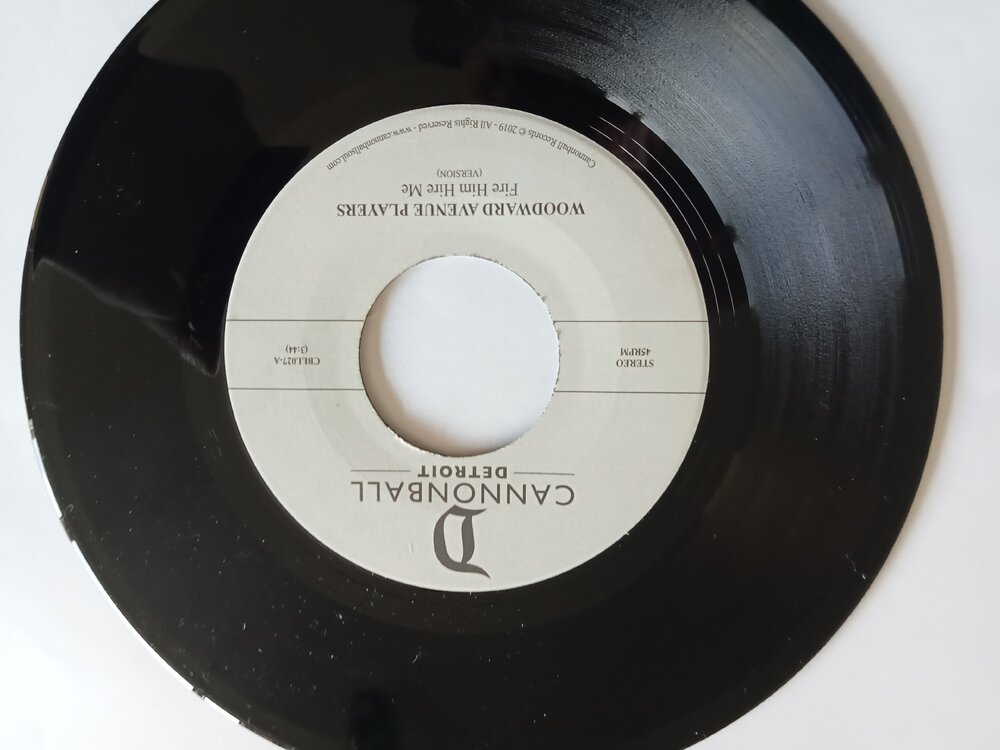 D
CANNONBALL
DETROIT
STEREO
45RPM
CBLL027-A
(3:44)
WOODWARD AVENUE PLAYERS
Fire Him Hire Me
(VERSION)
Cannonball Records © 2019 - All Rights Reserved - www.cannonballsoul.com